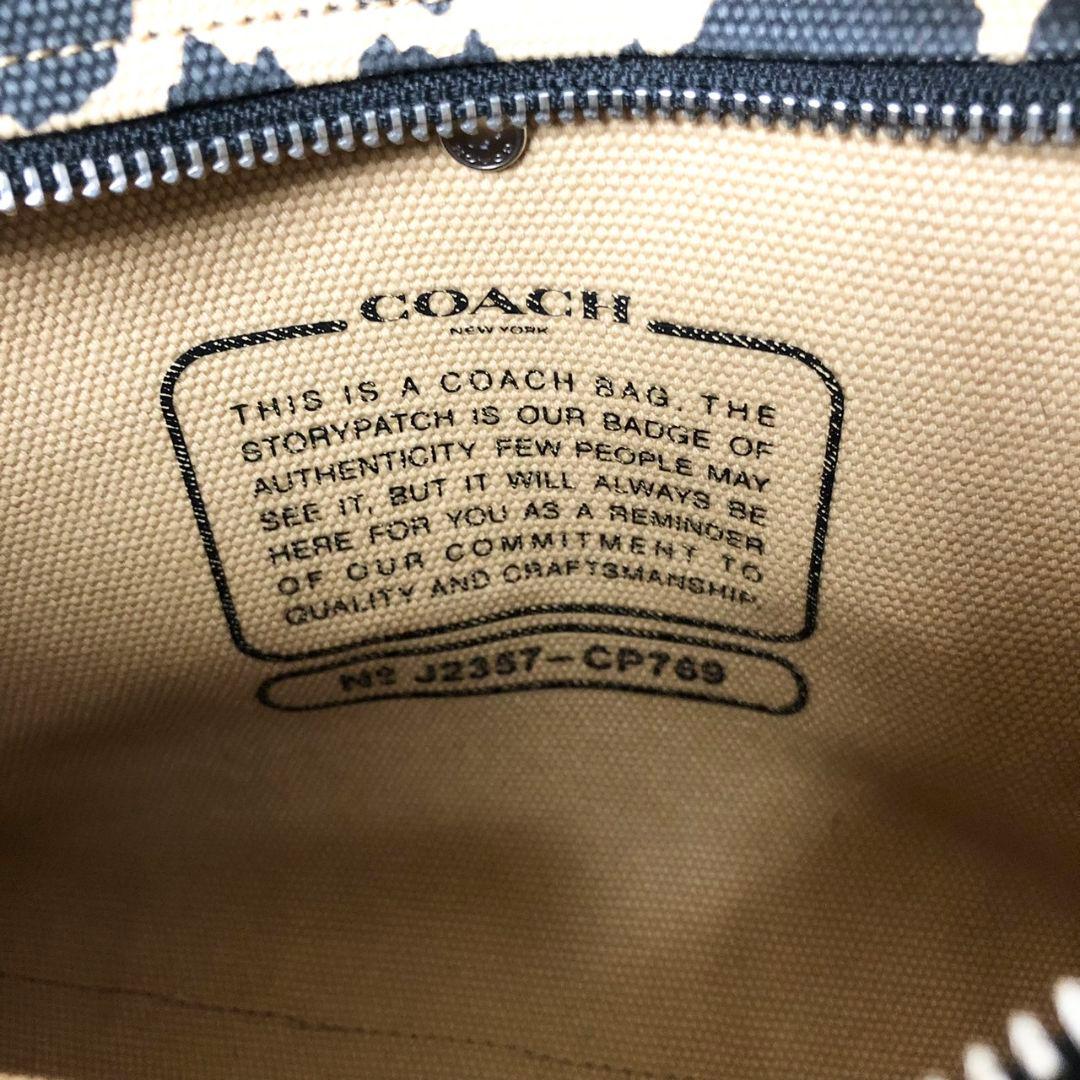 COACH
NEW YORK
THIS IS A COACH BAG. THE
STORYPATCH IS OUR BADGE OF
AUTHENTICITY FEW PEOPLE MAY
SEE IT, BUT IT WILL ALWAYS BE
HERE FOR YOU AS A REMINDER
OF OUR COMMITMENT TO
QUALITY AND CRAFTSMANSHIP.
Nº J2357-CP769